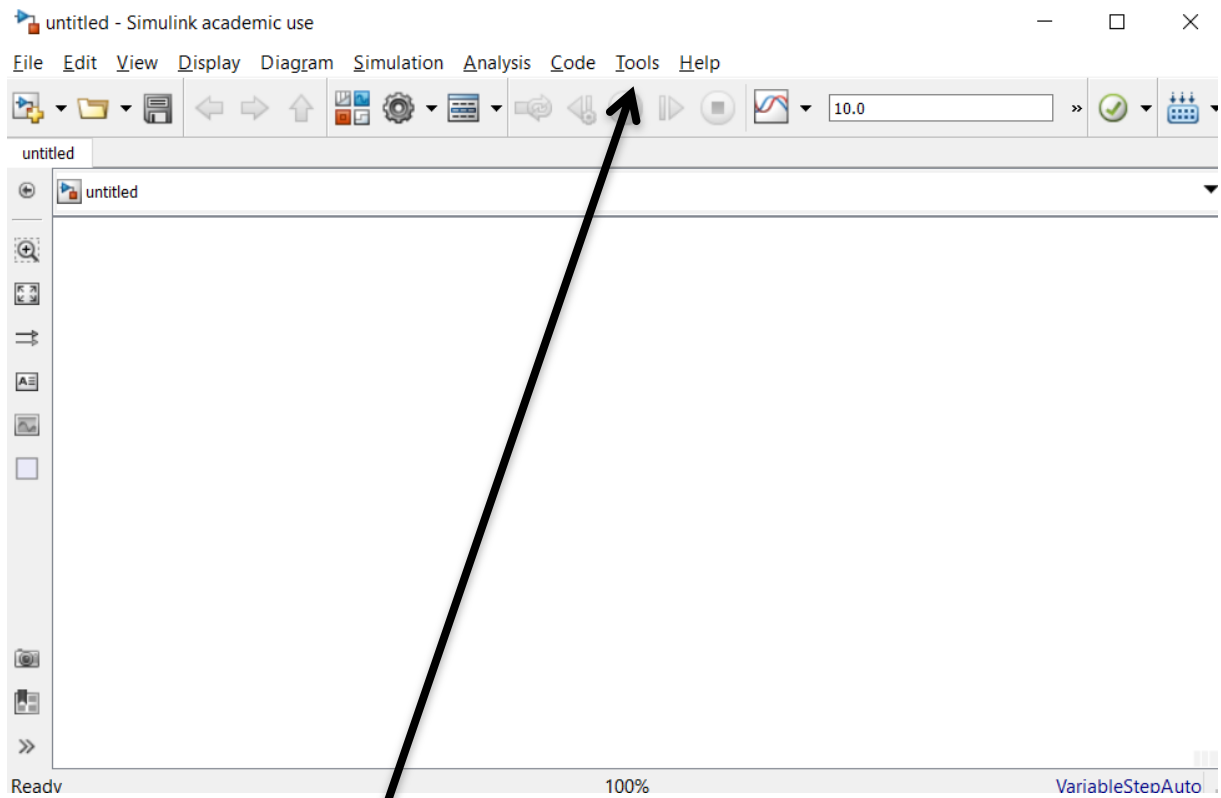 untitled - Simulink academic use
File Edit View Display Diagram Simulation Analysis Code Tools Help
10.0 »
untitled
untitled
A
Ready 100% VariableStepAuto